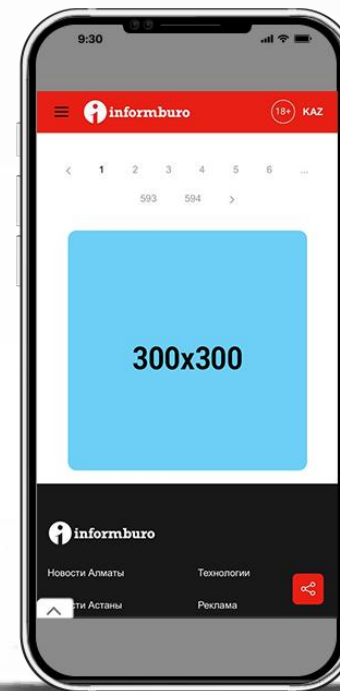 9:30
informburo 18+ KAZ
‹ 1 2 3 4 5 6 ...
593 594 ›
300x300
informburo
Новости Алматы Технологии
сти Астаны Реклама